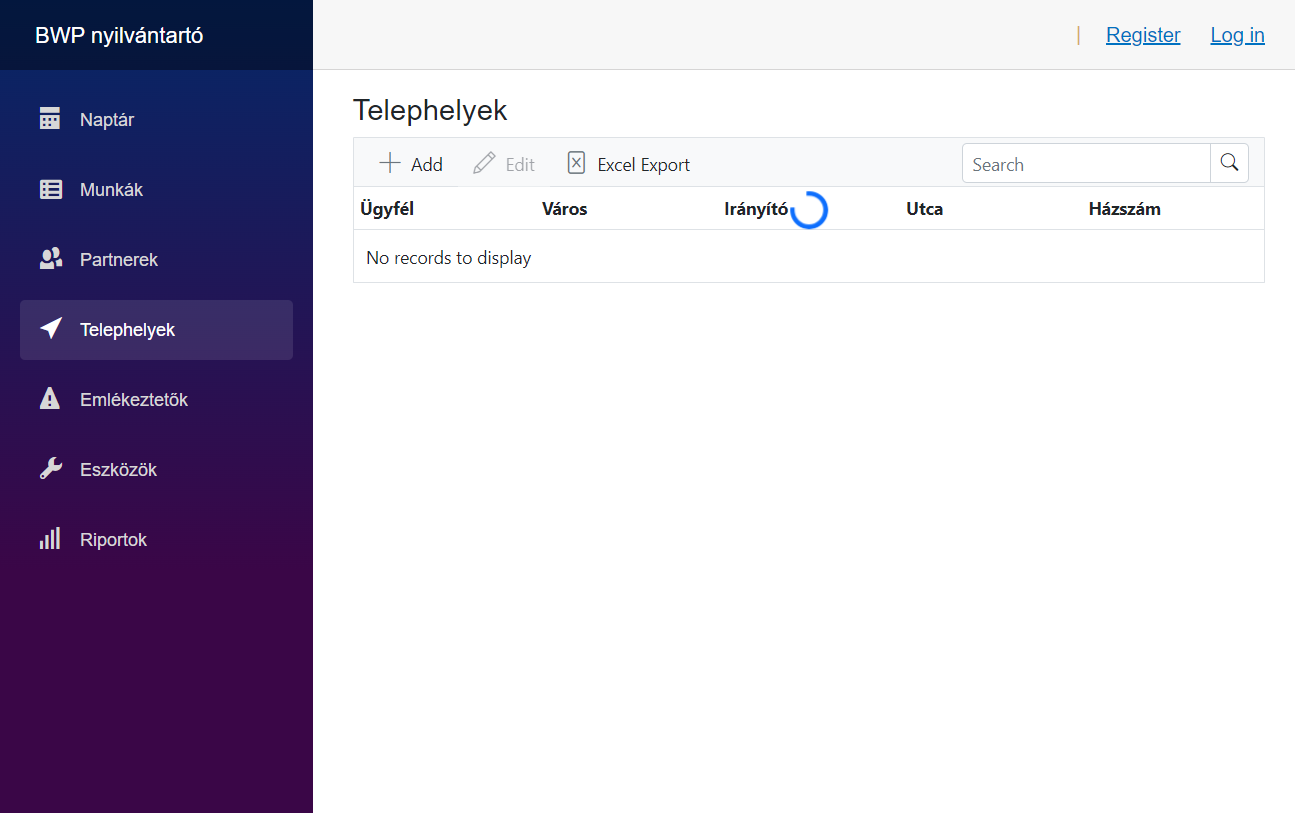 BWP nyilvántartó
| Register Log in
Naptár
Munkák
Partnerek
Telephelyek
Emlékeztetők
Eszközök
Riportok
Telephelyek
Add Edit Excel Export Search
Ügyfél Város Irányító Utca Házszám
No records to display